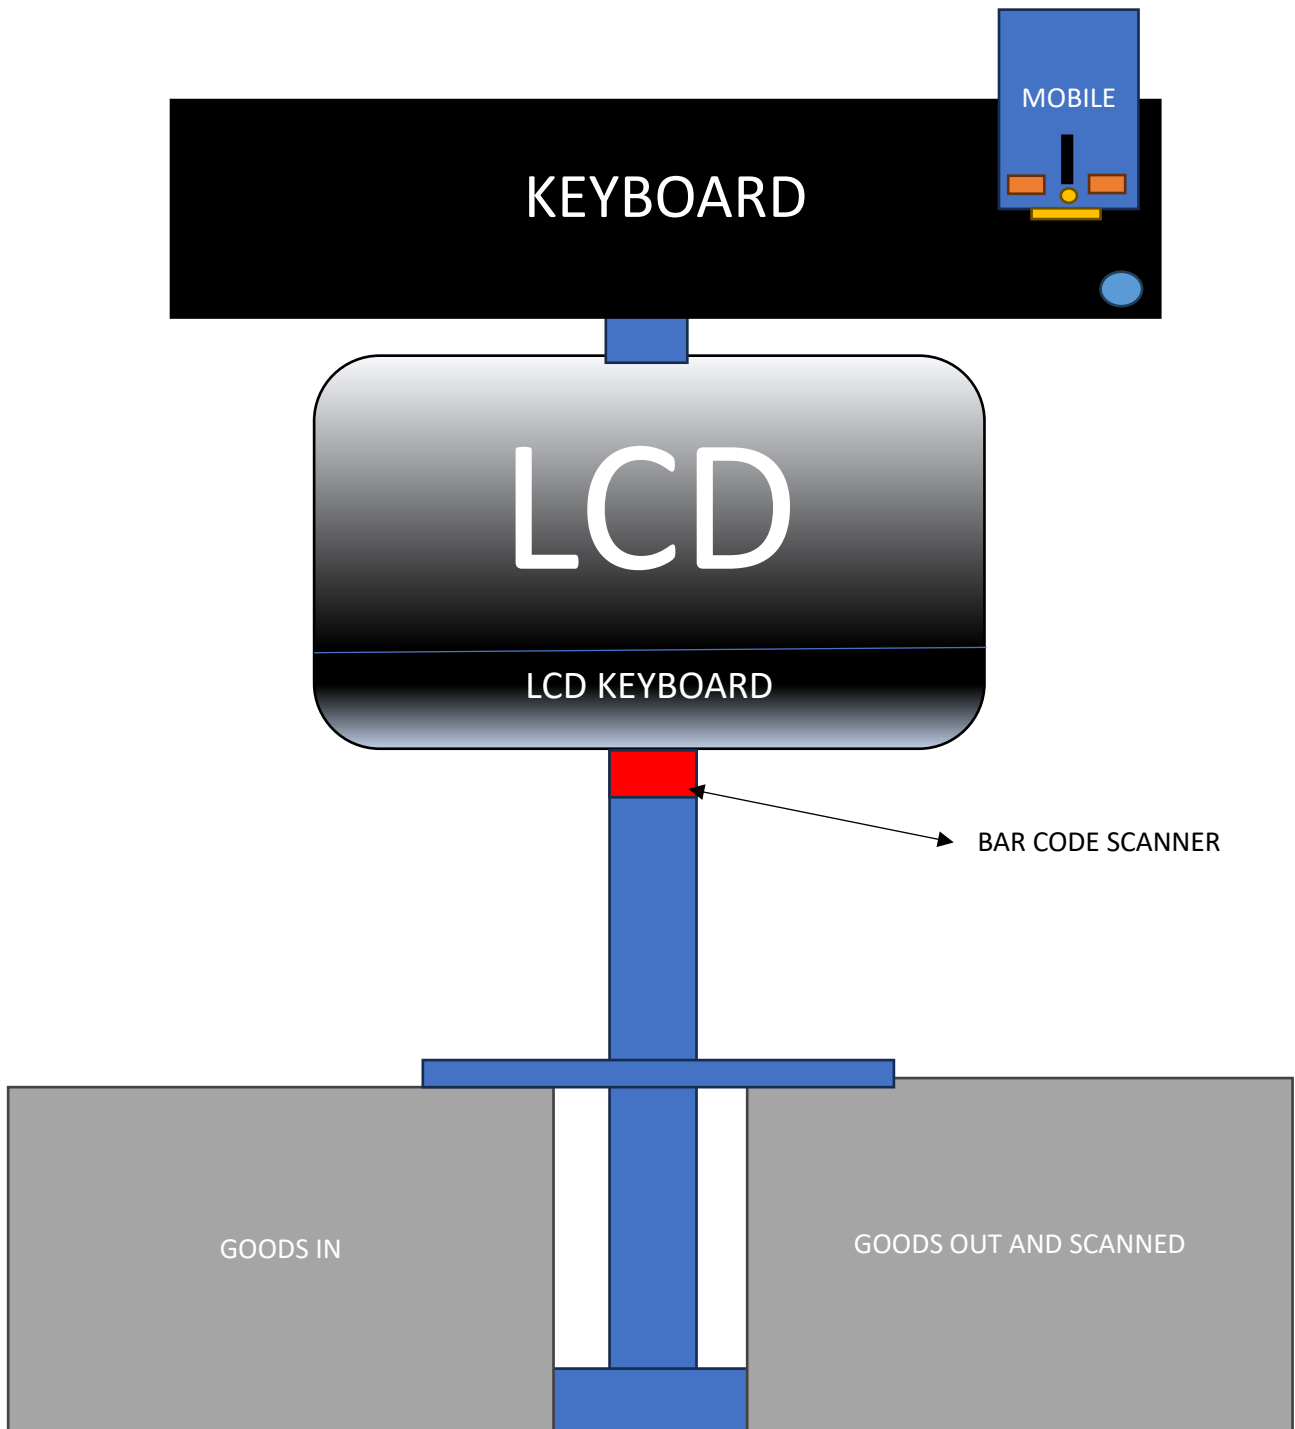 MOBILE
KEYBOARD
LCD
LCD KEYBOARD
BAR CODE SCANNER
GOODS IN
GOODS OUT AND SCANNED